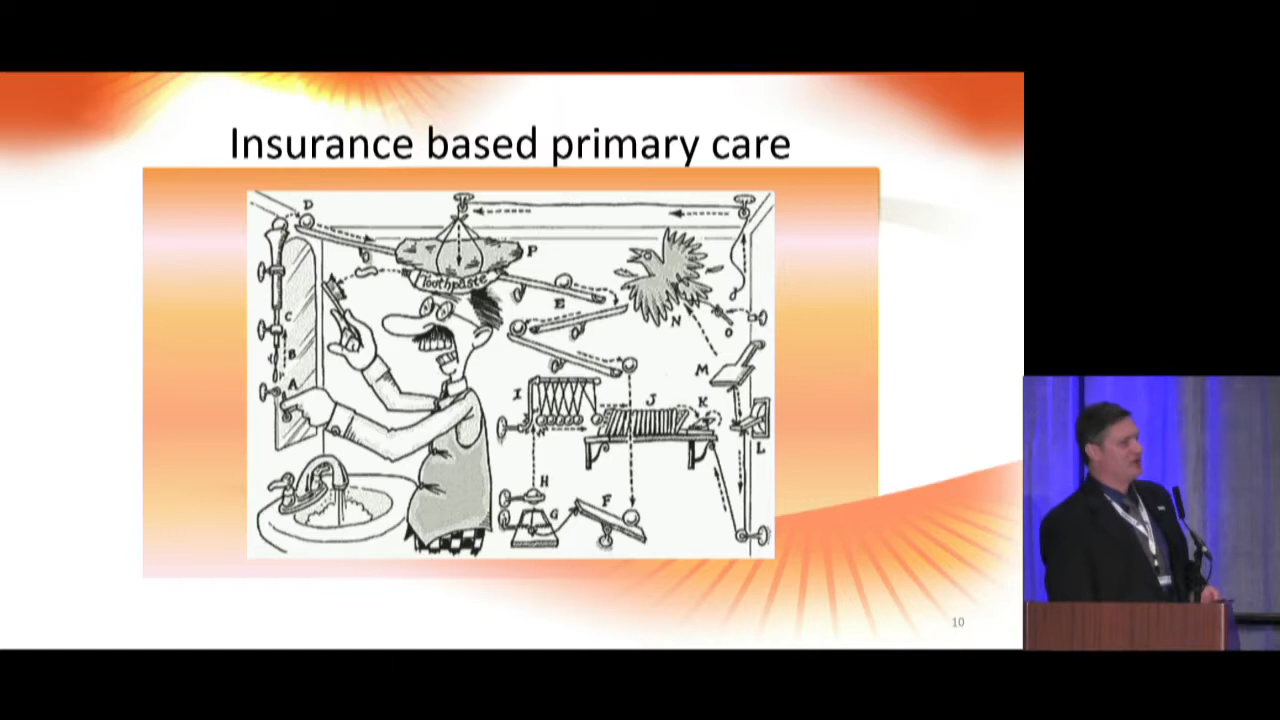 Insurance based primary care
D
P
Toothpaste
E
C
N
O
B
M
A
I
J
K
L
H
G
F
10